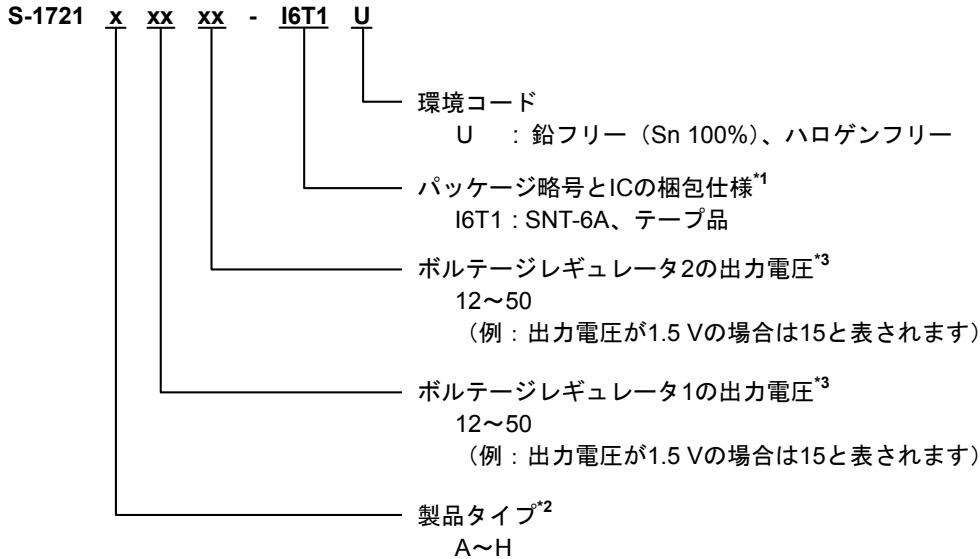 S-1721 x xx xx - I6T1 U
環境コード
U : 鉛フリー（Sn 100%）、ハロゲンフリー
パッケージ略号とICの梱包仕様*1
I6T1 : SNT-6A、テープ品
ボルテージレギュレータ2の出力電圧*3
12～50
（例：出力電圧が1.5 Vの場合は15と表されます）
ボルテージレギュレータ1の出力電圧*3
12～50
（例：出力電圧が1.5 Vの場合は15と表されます）
製品タイプ*2
A～H